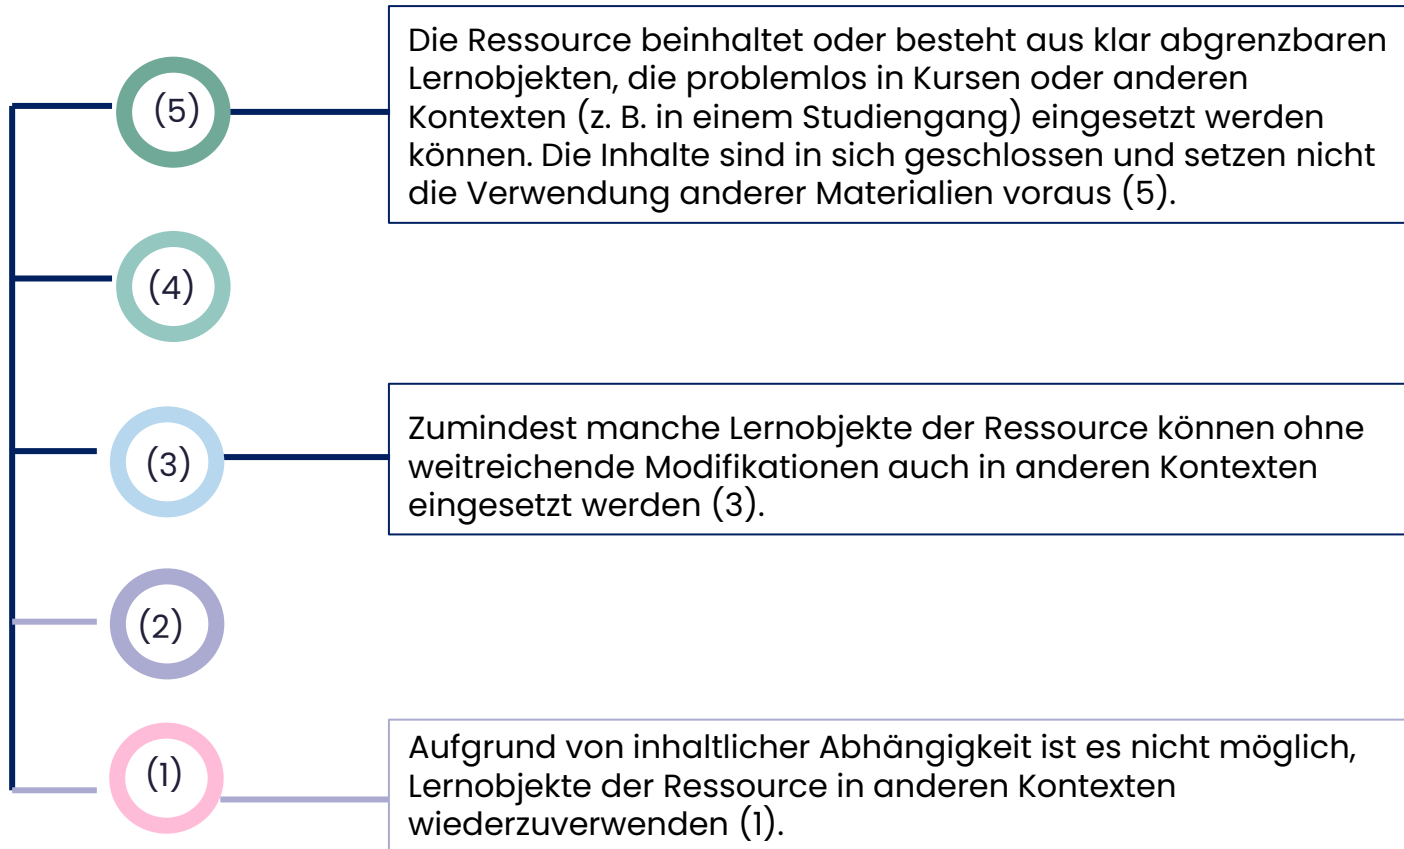 (5)
Die Ressource beinhaltet oder besteht aus klar abgrenzbaren
Lernobjekten, die problemlos in Kursen oder anderen
Kontexten (z. B. in einem Studiengang) eingesetzt werden
können. Die Inhalte sind in sich geschlossen und setzen nicht
die Verwendung anderer Materialien voraus (5).
(4)
(3)
Zumindest manche Lernobjekte der Ressource können ohne
weitreichende Modifikationen auch in anderen Kontexten
eingesetzt werden (3).
(2)
(1)
Aufgrund von inhaltlicher Abhängigkeit ist es nicht möglich,
Lernobjekte der Ressource in anderen Kontexten
wiederzuverwenden (1).